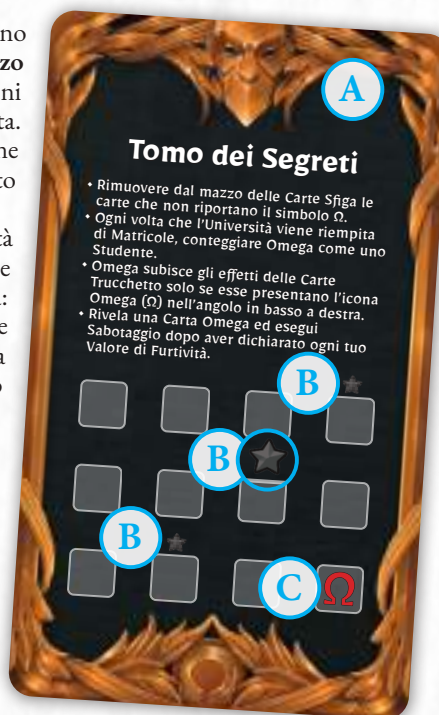 no
zo
ni
ta.
ne
to
tà
e
:
e
a
o
A
Tomo dei Segreti
• Rimuovere dal mazzo delle Carte Sfiga le
carte che non riportano il simbolo Ω.
• Ogni volta che l'Università viene riempita
di Matricole, conteggiare Omega come uno
Studente.
• Omega subisce gli effetti delle Carte
Trucchetto solo se esse presentano l'icona
Omega (Ω) nell'angolo in basso a destra.
• Rivela una Carta Omega ed esegui
Sabotaggio dopo aver dichiarato ogni tuo
Valore di Furtività.
B
B
B
C Ω